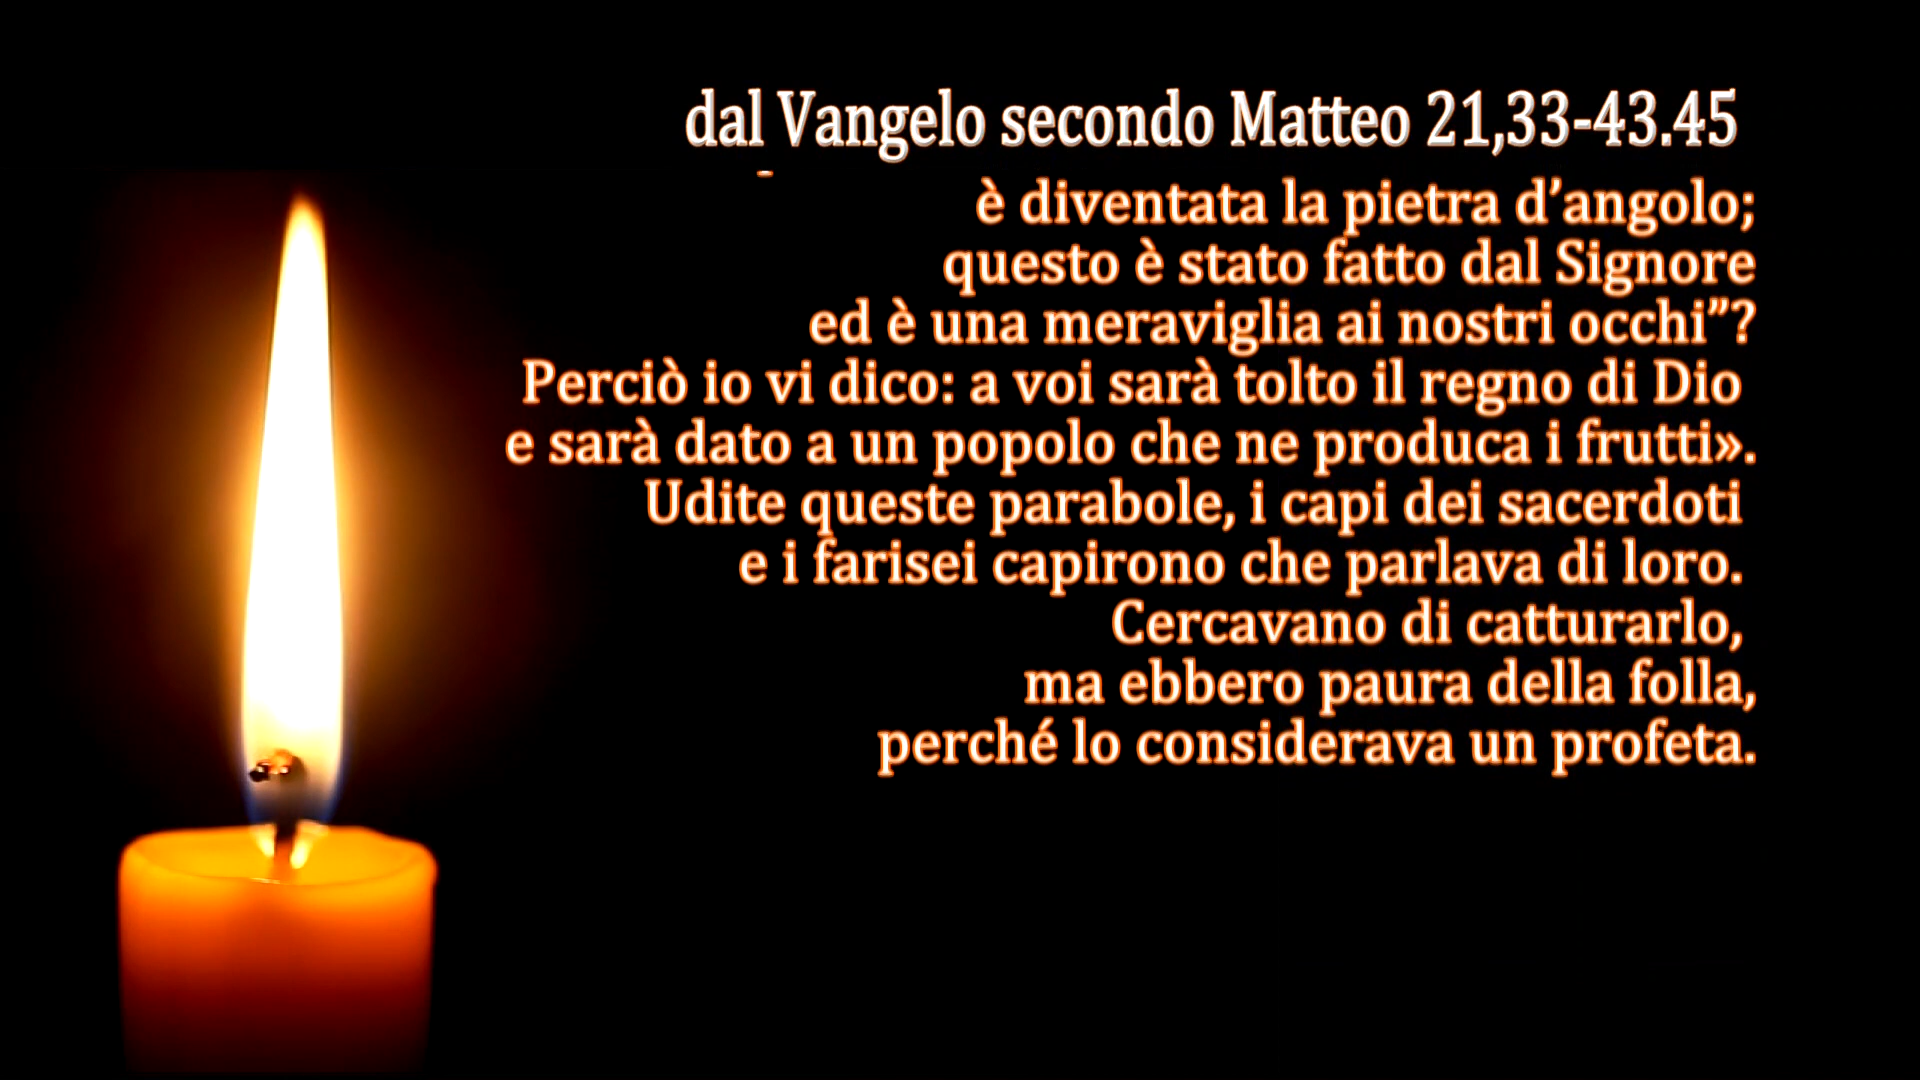 dal Vangelo secondo Matteo 21,33-43.45
è diventata la pietra d’angolo;
questo è stato fatto dal Signore
ed è una meraviglia ai nostri occhi”?
Perciò io vi dico: a voi sarà tolto il regno di Dio
e sarà dato a un popolo che ne produca i frutti».
Udite queste parabole, i capi dei sacerdoti
e i farisei capirono che parlava di loro.
Cercavano di catturarlo,
ma ebbero paura della folla,
perché lo considerava un profeta.